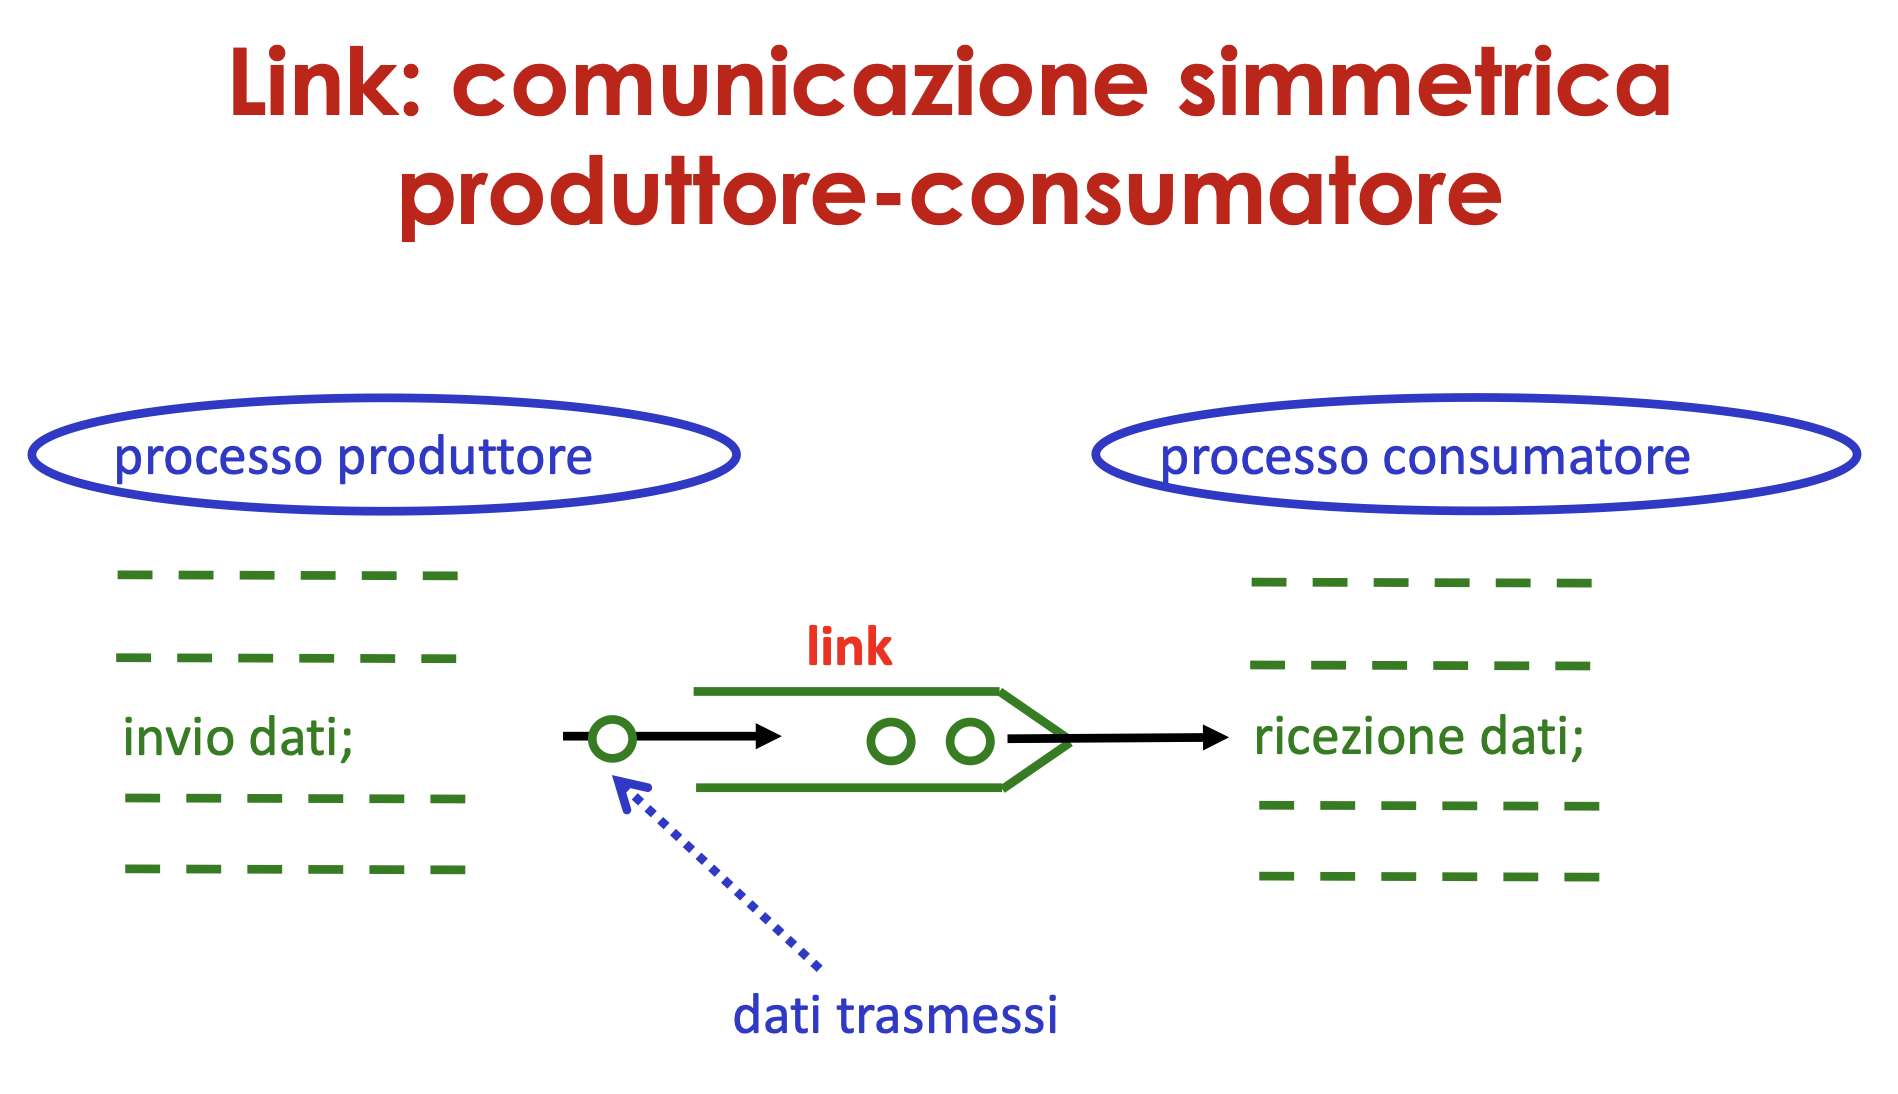 Link: comunicazione simmetrica
produttore-consumatore
processo produttore
processo consumatore
link
invio dati;
ricezione dati;
dati trasmessi